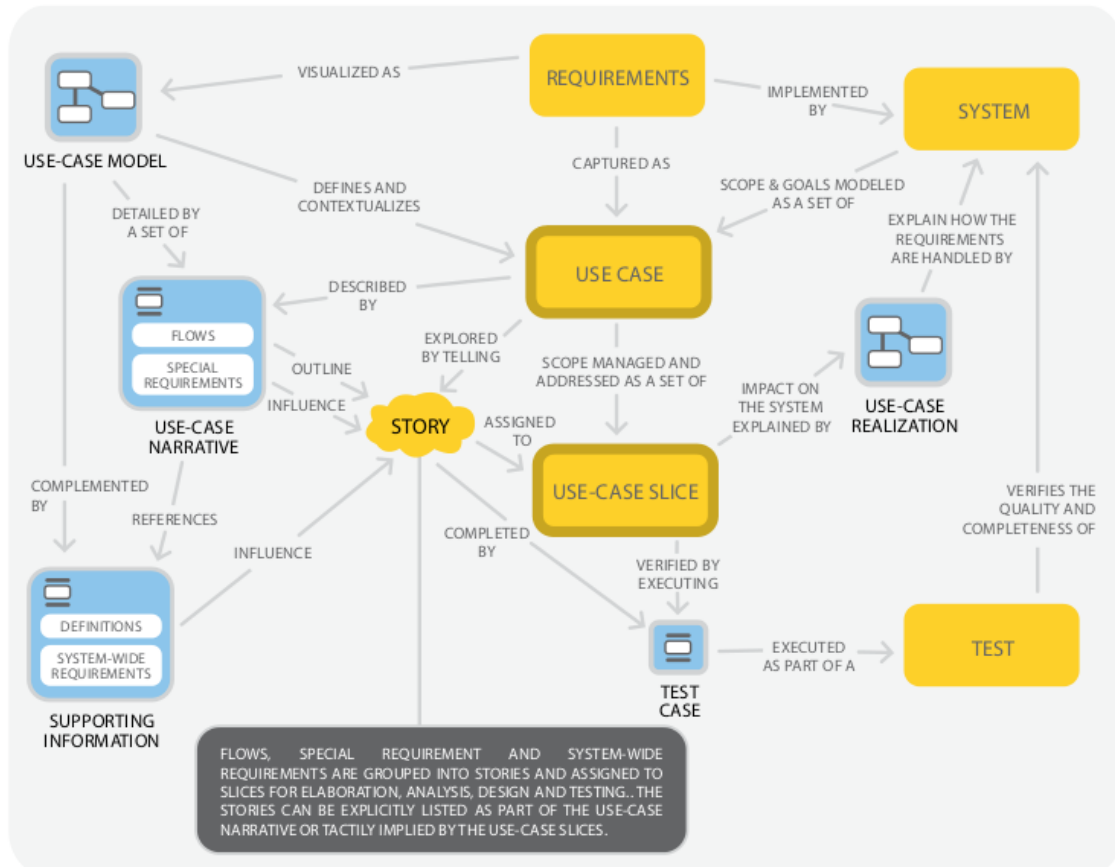 VISUALIZED AS
REQUIREMENTS
IMPLEMENTED
BY
SYSTEM
USE-CASE MODEL
CAPTURED AS
DEFINES AND
CONTEXTUALIZES
SCOPE & GOALS MODELED
AS A SET OF
DETAILED BY
A SET OF
EXPLAIN HOW THE
REQUIREMENTS
ARE HANDLED BY
USE CASE
DESCRIBED
BY
FLOWS
SPECIAL
REQUIREMENTS
USE-CASE
NARRATIVE
OUTLINE
INFLUENCE
EXPLORED
BY TELLING
SCOPE MANAGED AND
ADDRESSED AS A SET OF
IMPACT ON
THE SYSTEM
EXPLAINED BY
USE-CASE
REALIZATION
STORY
ASSIGNED
TO
USE-CASE SLICE
COMPLEMENTED
BY
REFERENCES
INFLUENCE
COMPLETED
BY
VERIFIED BY
EXECUTING
VERIFIES THE
QUALITY AND
COMPLETENESS OF
DEFINITIONS
SYSTEM-WIDE
REQUIREMENTS
SUPPORTING
INFORMATION
TEST
CASE
EXECUTED
AS PART OF A
TEST
FLOWS, SPECIAL REQUIREMENT AND SYSTEM-WIDE
REQUIREMENTS ARE GROUPED INTO STORIES AND ASSIGNED TO
SLICES FOR ELABORATION, ANALYSIS, DESIGN AND TESTING.. THE
STORIES CAN BE EXPLICITLY LISTED AS PART OF THE USE-CASE
NARRATIVE OR TACTILY IMPLIED BY THE USE-CASE SLICES.